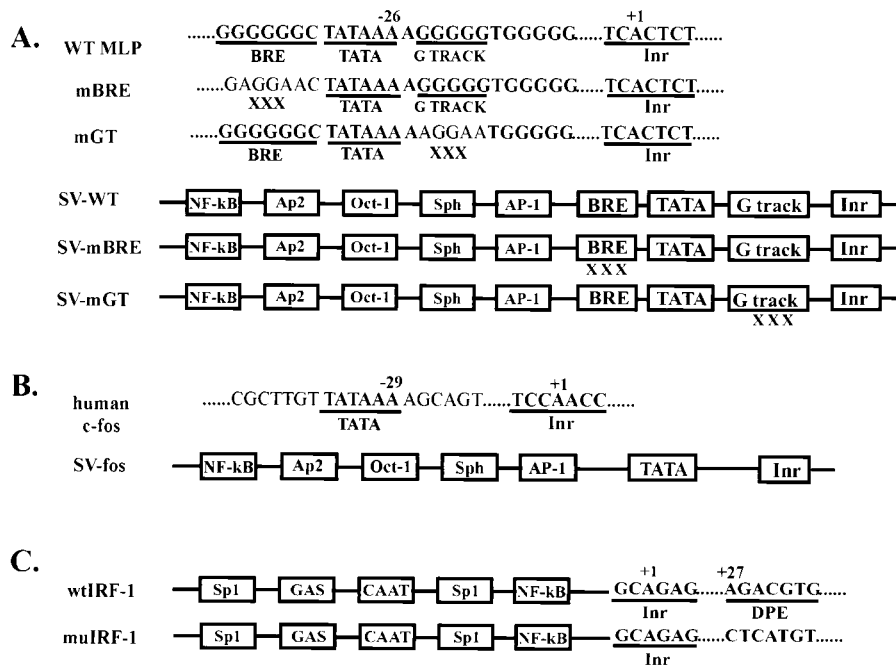 A.
-26 +1
WT MLP ......GGGGGGC TATAAA AGGGGGTGGGGG......TCACTCT......
BRE TATA G TRACK Inr
mBRE GAGGAAC TATAAAAGGGGGTGGGGG......TCACTCT......
XXX TATA G TRACK Inr
mGT ......GGGGGGC TATAAA AAGGAATGGGGG......TCACTCT......
BRE TATA XXX Inr
SV-WT NF-kB Ap2 Oct-1 Sph AP-1 BRE TATA G track Inr
SV-mBRE NF-kB Ap2 Oct-1 Sph AP-1 BRE TATA G track Inr
XXX
SV-mGT NF-kB Ap2 Oct-1 Sph AP-1 BRE TATA G track Inr
XXX
B.
-29 +1
human c-fos ......CGCTTGT TATAAA AGCAGT......TCCAACC......
TATA Inr
SV-fos NF-kB Ap2 Oct-1 Sph AP-1 TATA Inr
C.
+1 +27
wtIRF-1 Sp1 GAS CAAT Sp1 NF-kB GCAGAG......AGACGTG......
Inr DPE
muIRF-1 Sp1 GAS CAAT Sp1 NF-kB GCAGAG......CTCATGT......
Inr